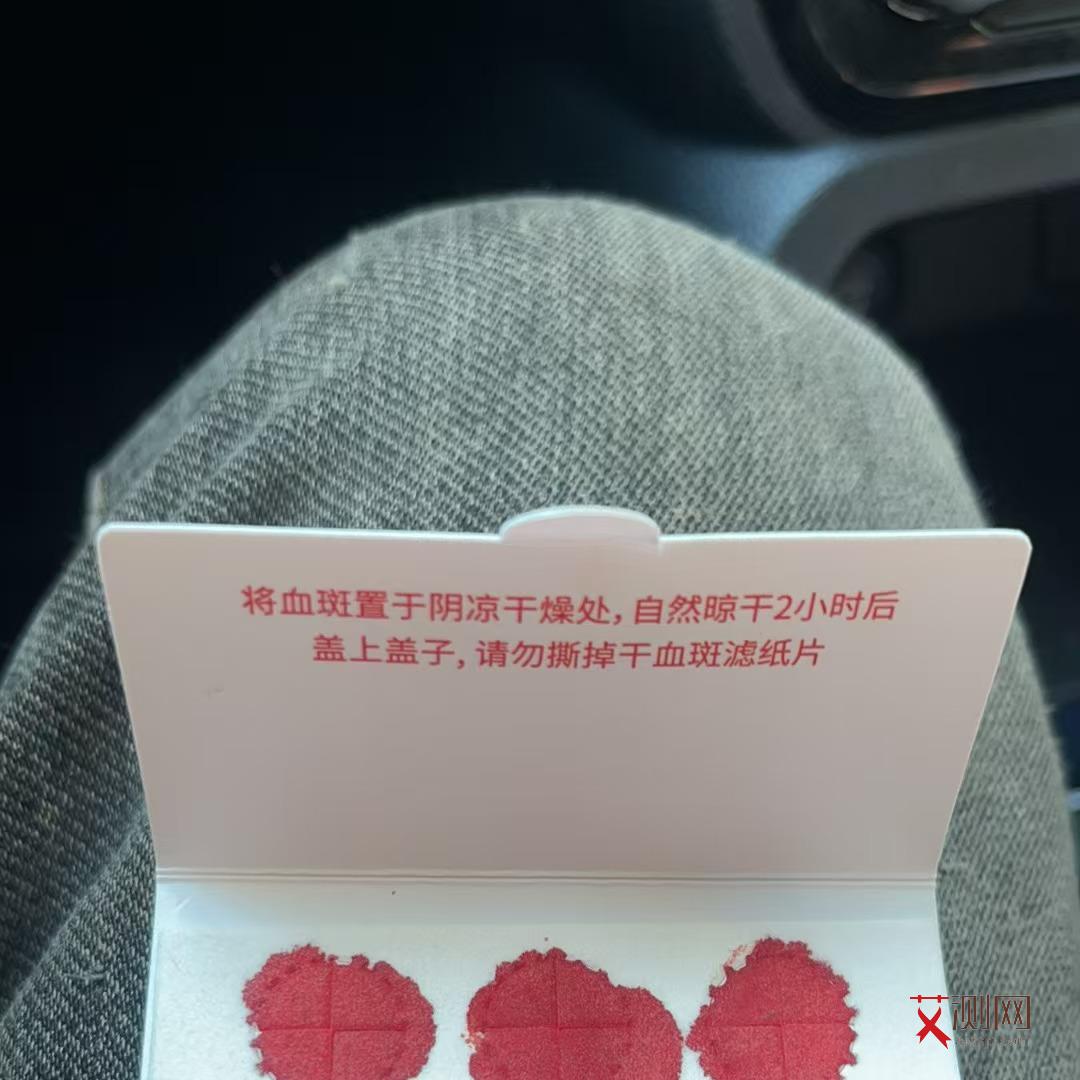 将血斑置于阴凉干燥处，自然晾干2小时后
盖上盖子，请勿撕掉干血斑滤纸片
艾测网